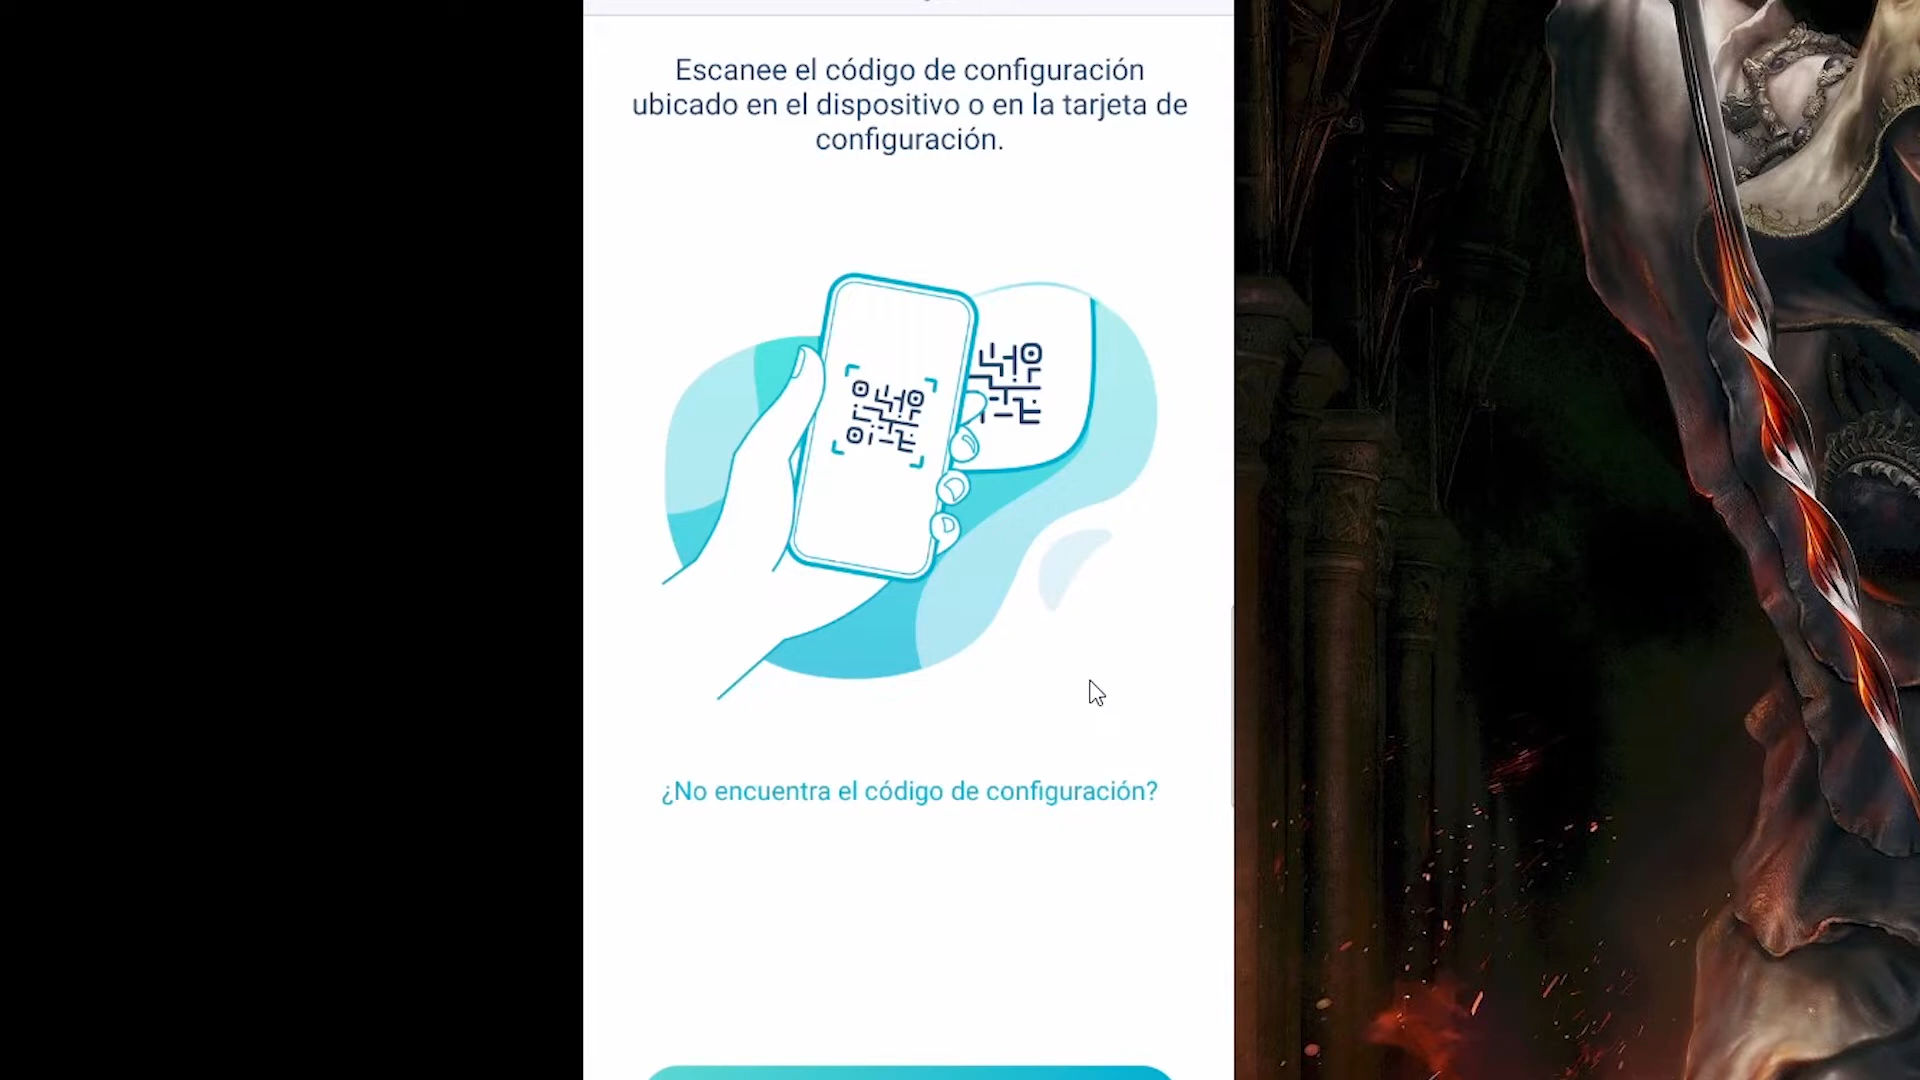 Escanee el código de configuración
ubicado en el dispositivo o en la tarjeta de
configuración.
¿No encuentra el código de configuración?